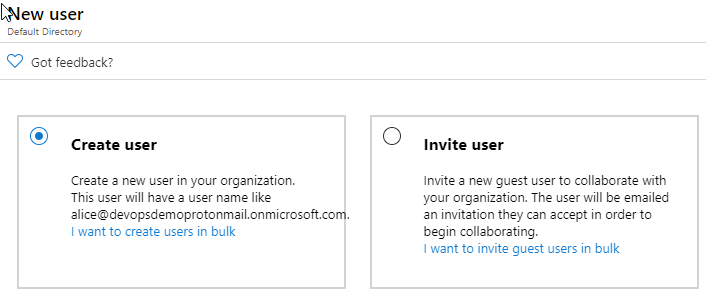 New user
Default Directory
Got feedback?
Create user
Create a new user in your organization.
This user will have a user name like
alice@devopsdemoprotonmail.onmicrosoft.com.
I want to create users in bulk
Invite user
Invite a new guest user to collaborate with
your organization. The user will be emailed
an invitation they can accept in order to
begin collaborating.
I want to invite guest users in bulk